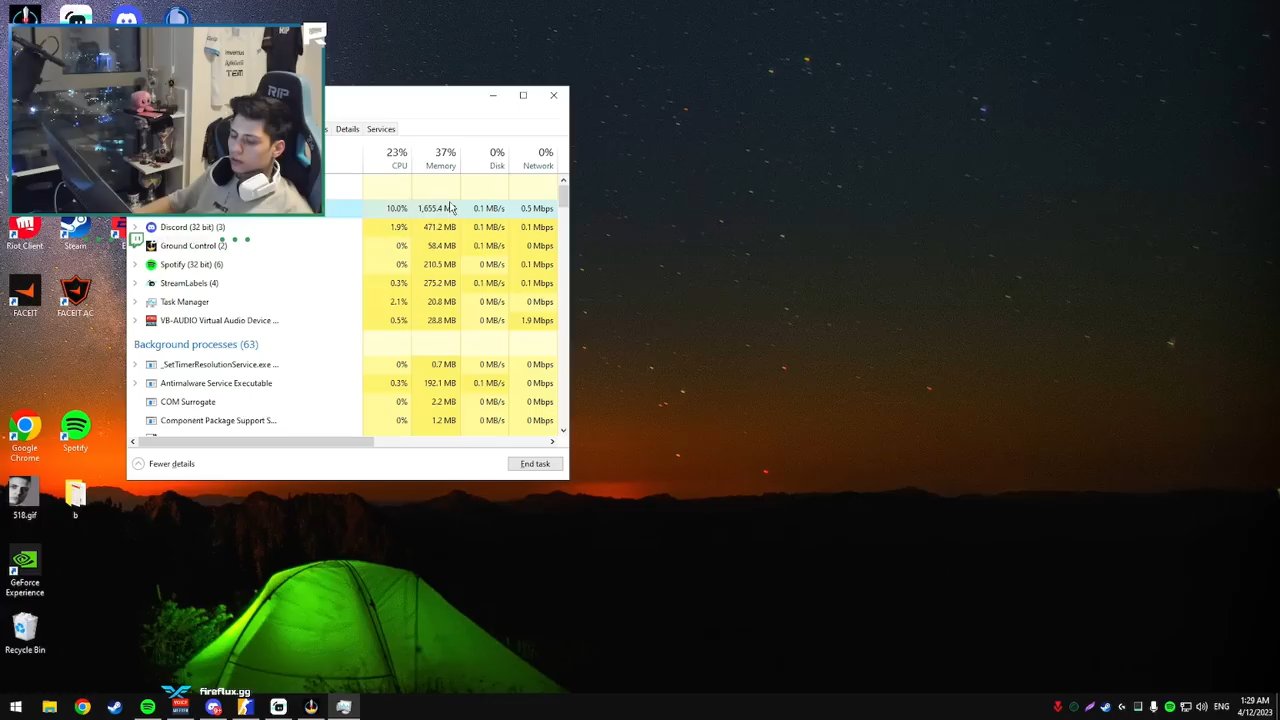 RIP
Invertus
TEM
RIP
Details
Services
23%
37%
0%
0%
CPU
Memory
Disk
Network
10.0%
1,655.4
0.1 MB/s
0.5 Mbps
Discord (32 bit) (3)
1.9%
471.2 MB
0.1 MB/s
0.1 Mbps
Ground Control (2)
0%
58.4 MB
0.1 MB/s
0 Mbps
Spotify (32 bit) (6)
0%
210.5 MB
0 MB/s
0.1 Mbps
StreamLabels (4)
0.3%
275.2 MB
0.1 MB/s
0.1 Mbps
Task Manager
2.1%
20.8 MB
0 MB/s
0 Mbps
VB-AUDIO Virtual Audio Device ...
0.5%
28.8 MB
0 MB/s
1.9 Mbps
Background processes (63)
_SetTimerResolutionService.exe ...
0%
0.7 MB
0 MB/s
0 Mbps
Antimalware Service Executable
0.3%
192.1 MB
0.1 MB/s
0 Mbps
COM Surrogate
0%
2.2 MB
0 MB/s
0 Mbps
Component Package Support S...
0%
1.2 MB
0 MB/s
0 Mbps
Fewer details
End task
Riot Client
Steam
FACEIT
FACEIT AC
Google
Chrome
Spotify
518.gif
b
GeForce
Experience
Recycle Bin
fireflux.gg
VOICE
MEETER
ENG
1:29 AM
4/12/2023